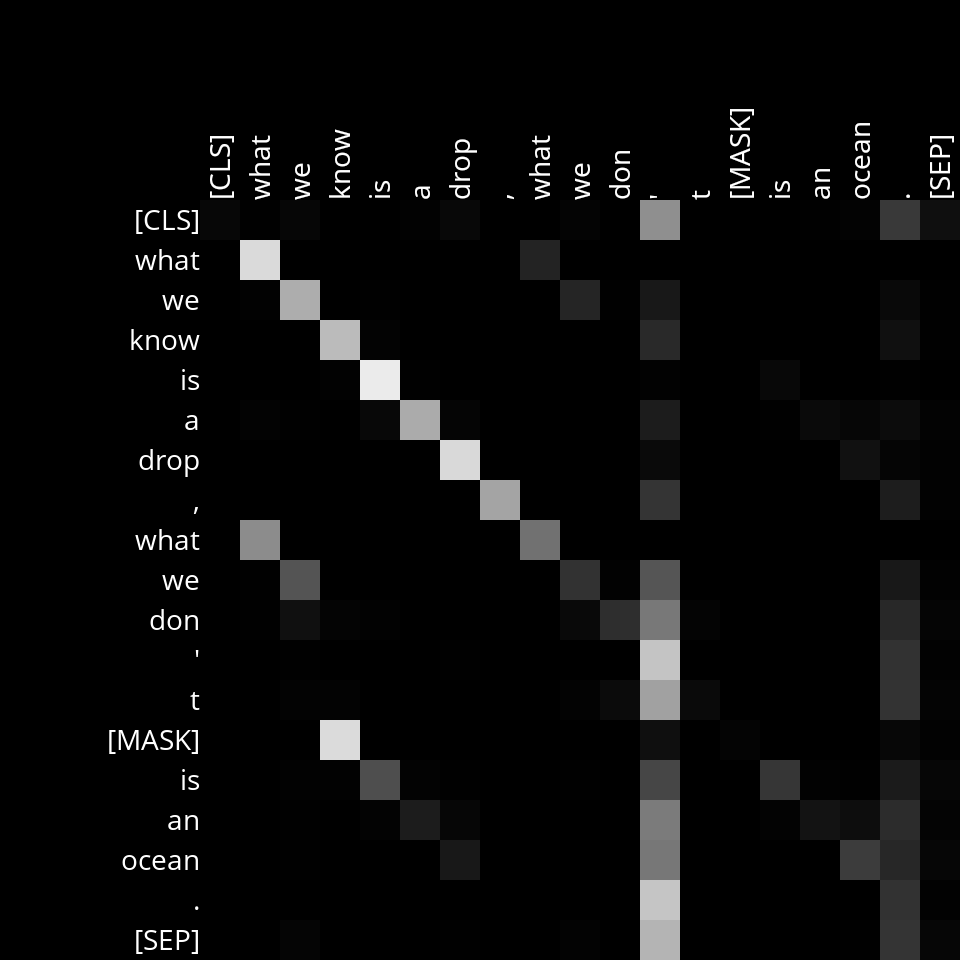 [CLS] what we know is a drop , what we don ' t [MASK] is an ocean . [SEP]
[CLS]
what
we
know
is
a
drop
,
what
we
don
'
t
[MASK]
is
an
ocean
.
[SEP]